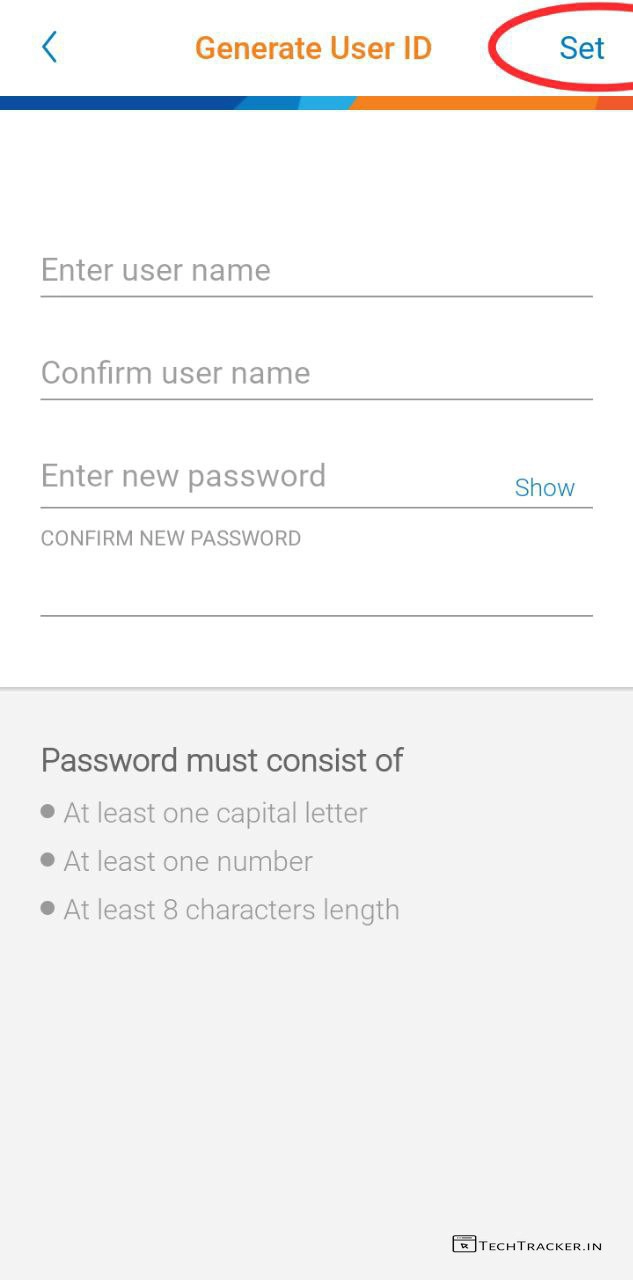 Generate User ID
Set
Enter user name
Confirm user name
Enter new password
Show
CONFIRM NEW PASSWORD
Password must consist of
At least one capital letter
At least one number
At least 8 characters length
TECHTRACKER.IN